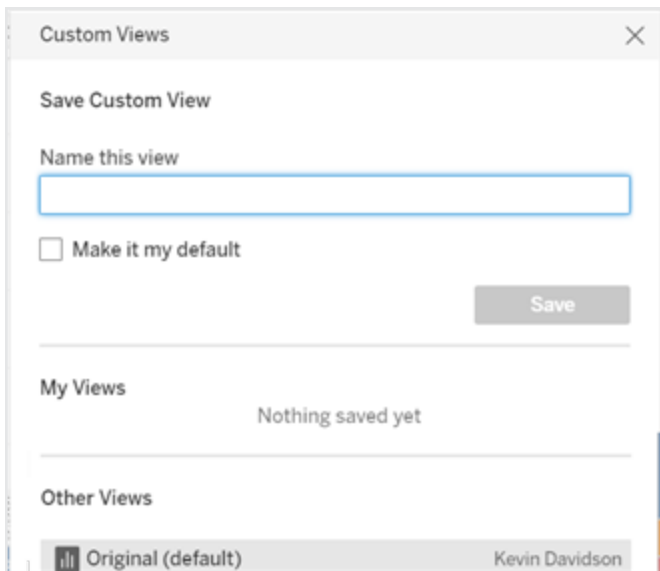 Custom Views
Save Custom View
Name this view
Make it my default
Save
My Views
Nothing saved yet
Other Views
Original (default) Kevin Davidson